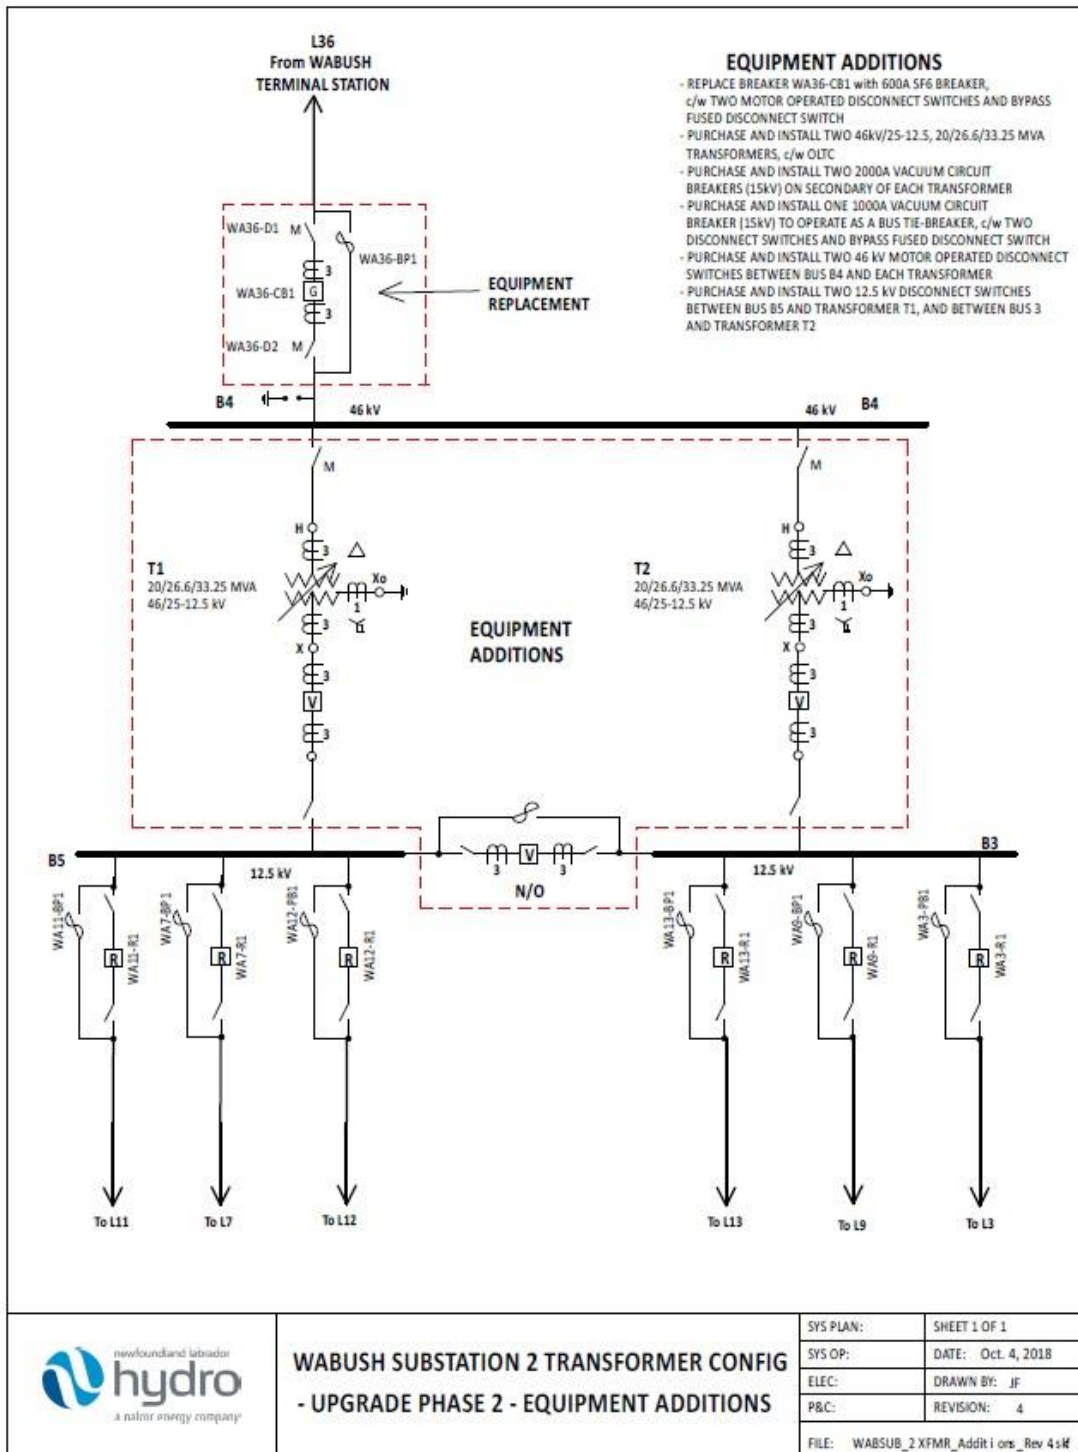 L36
From WABUSH
TERMINAL STATION
EQUIPMENT ADDITIONS
- REPLACE BREAKER WA36-CB1 with 600A SF6 BREAKER,
c/w TWO MOTOR OPERATED DISCONNECT SWITCHES AND BYPASS
FUSED DISCONNECT SWITCH
- PURCHASE AND INSTALL TWO 46kV/25-12.5, 20/26.6/33.25 MVA
TRANSFORMERS, c/w OLTC
- PURCHASE AND INSTALL TWO 2000A VACUUM CIRCUIT
BREAKERS (15kV) ON SECONDARY OF EACH TRANSFORMER
- PURCHASE AND INSTALL ONE 1000A VACUUM CIRCUIT
BREAKER (15kV) TO OPERATE AS A BUS TIE-BREAKER, c/w TWO
DISCONNECT SWITCHES AND BYPASS FUSED DISCONNECT SWITCH
- PURCHASE AND INSTALL TWO 46 kV MOTOR OPERATED DISCONNECT
SWITCHES BETWEEN BUS B4 AND EACH TRANSFORMER
- PURCHASE AND INSTALL TWO 12.5 kV DISCONNECT SWITCHES
BETWEEN BUS B5 AND TRANSFORMER T1, AND BETWEEN BUS 3
AND TRANSFORMER T2
WA36-D1 M
WA36-BP1
3
WA36-CB1 G
3
WA36-D2 M
EQUIPMENT
REPLACEMENT
B4
46 kV
46 kV
B4
M
M
H
3
H
3
T1
20/26.6/33.25 MVA
46/25-12.5 kV
Xo
1
3
X
3
V
3
EQUIPMENT
ADDITIONS
T2
20/26.6/33.25 MVA
46/25-12.5 kV
Xo
1
3
X
3
V
3
B5
12.5 kV
3 V 3
N/O
12.5 kV
B3
WA11-BP1
R
WA11-R1
WA7-BP1
R
WA7-R1
WA12-PB1
R
WA12-R1
WA13-BP1
R
WA13-R1
WA9-BP1
R
WA9-R1
WA3-PB1
R
WA3-R1
To L11
To L7
To L12
To L13
To L9
To L3
newfoundland labrador
hydro
a nalcor energy company
WABUSH SUBSTATION 2 TRANSFORMER CONFIG
- UPGRADE PHASE 2 - EQUIPMENT ADDITIONS
SYS PLAN:
SHEET 1 OF 1
SYS OP:
DATE: Oct. 4, 2018
ELEC:
DRAWN BY: JF
P&C:
REVISION: 4
FILE: WABSUB_2 XFMR_Additions_Rev 4